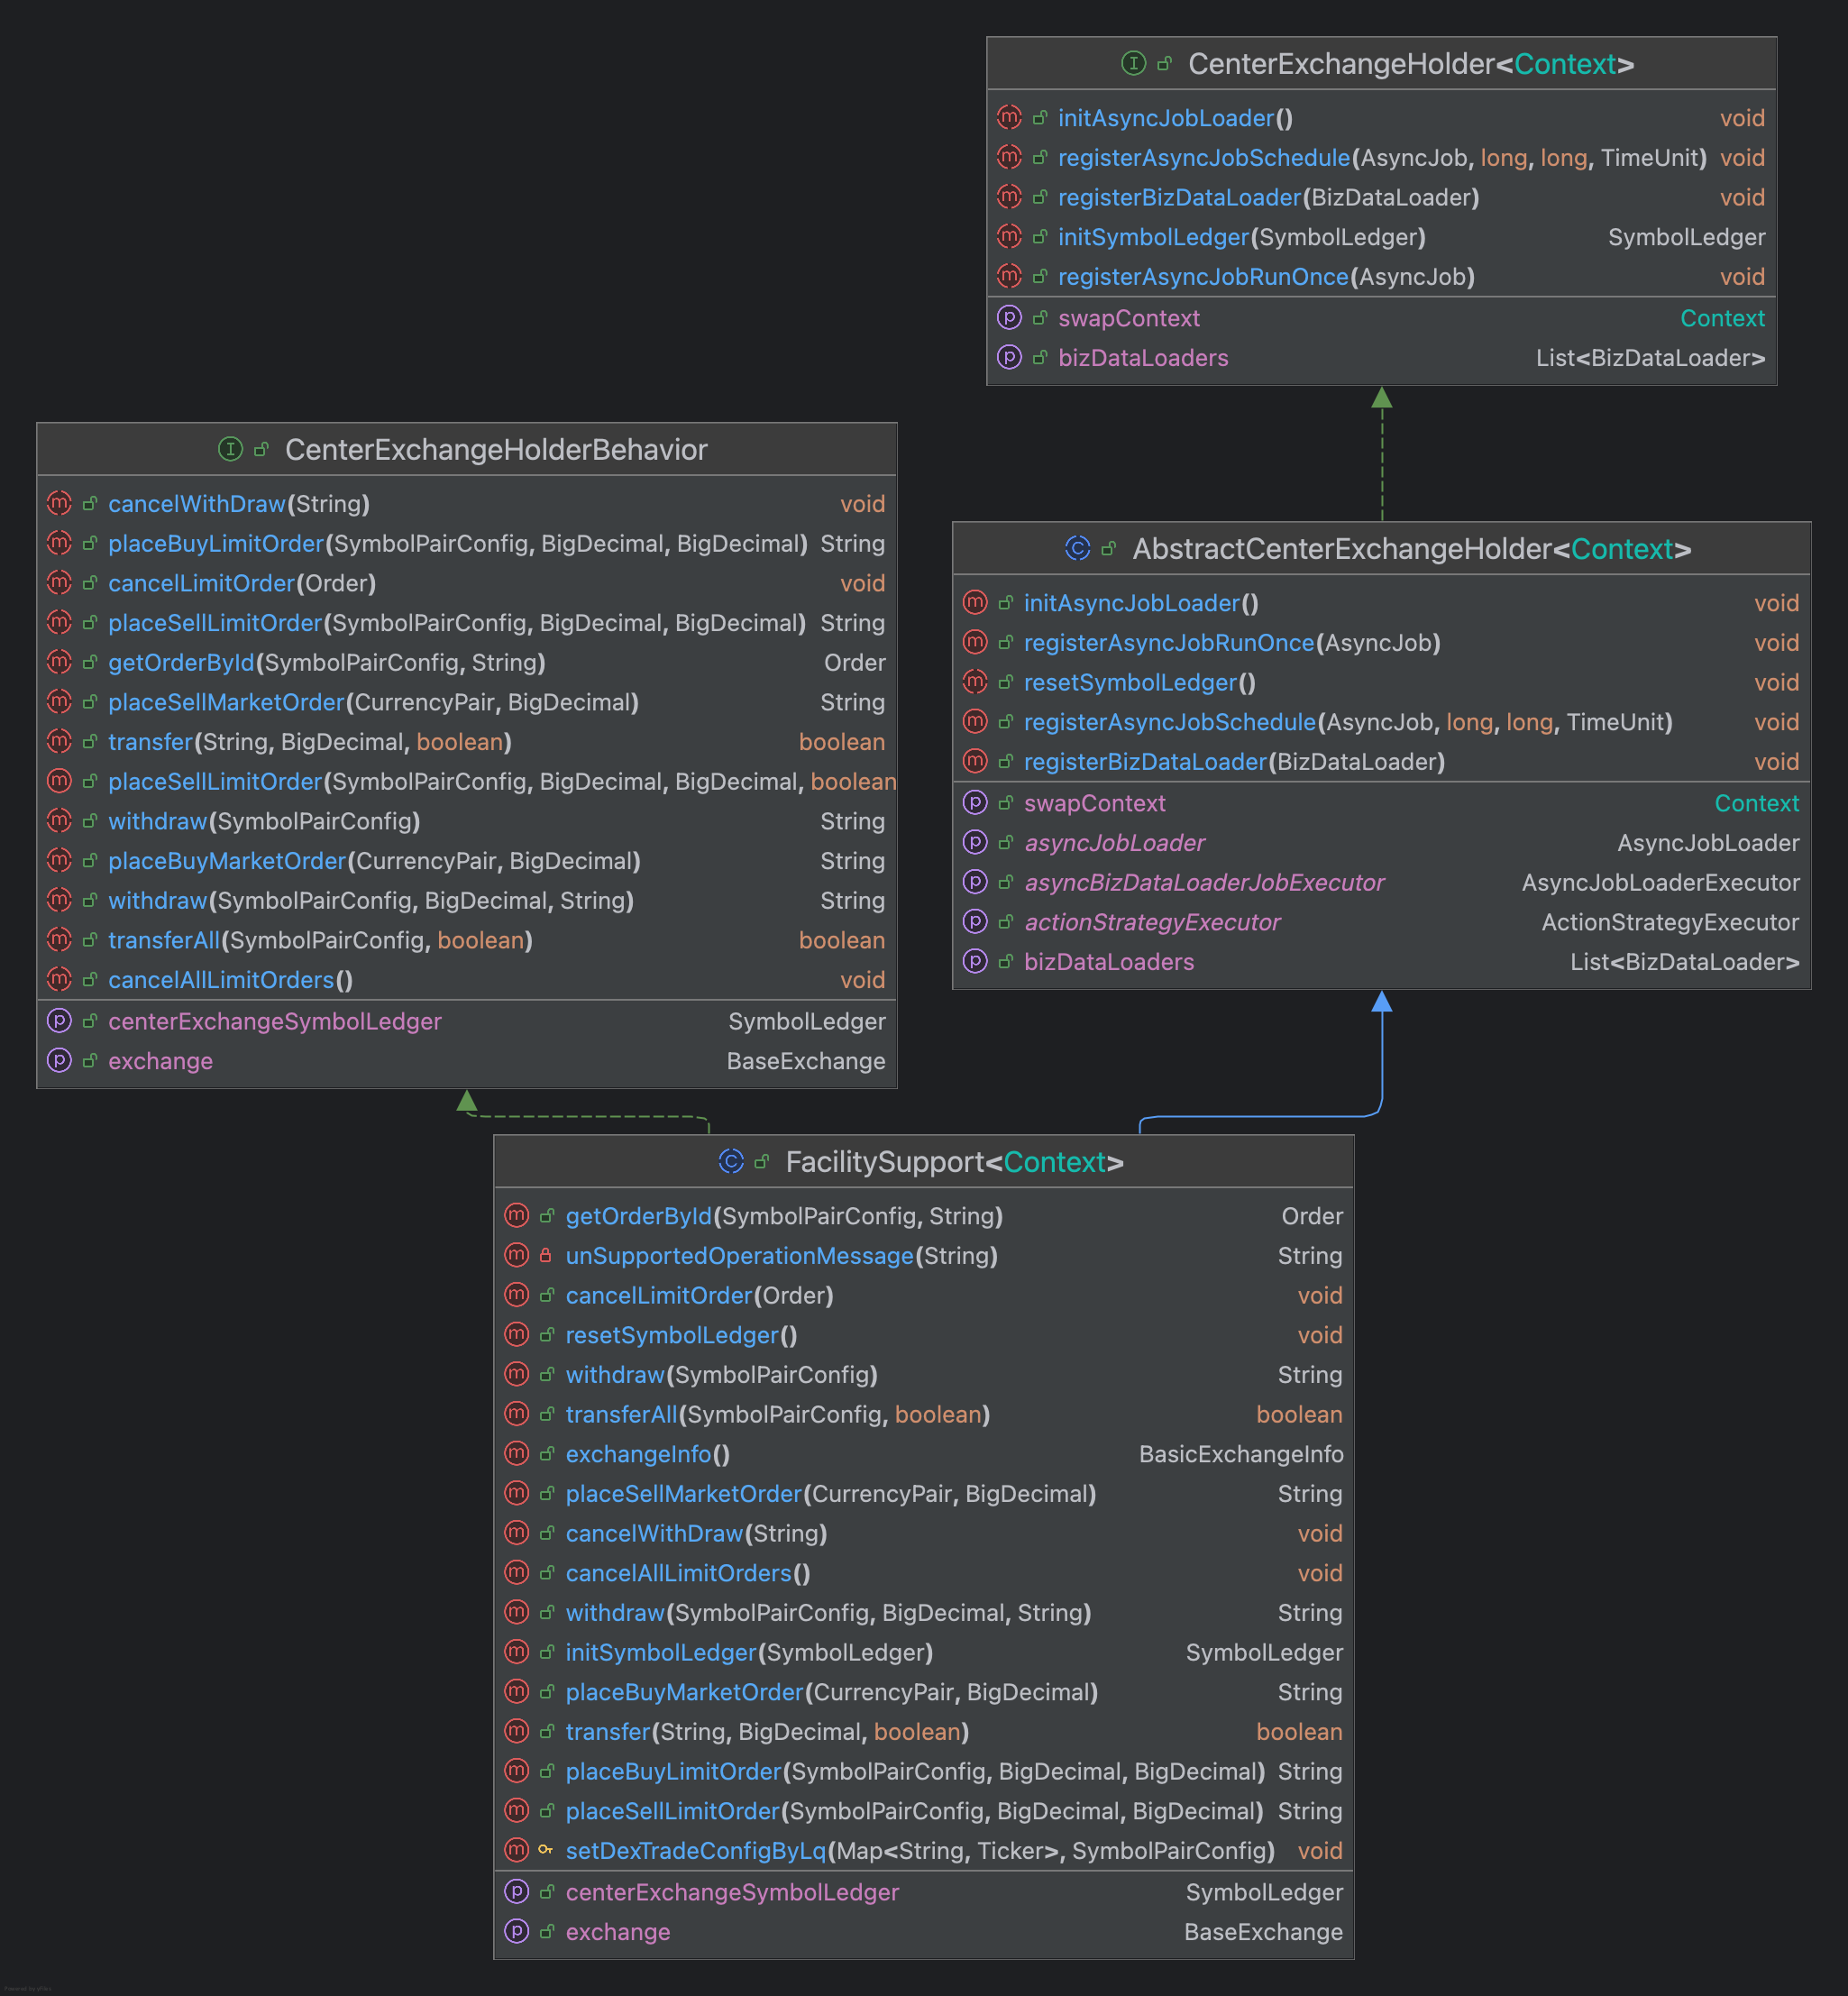 CenterExchangeHolder<Context>
initAsyncJobLoader() void
registerAsyncJobSchedule(AsyncJob, long, long, TimeUnit) void
registerBizDataLoader(BizDataLoader) void
initSymbolLedger(SymbolLedger) SymbolLedger
registerAsyncJobRunOnce(AsyncJob) void
swapContext Context
bizDataLoaders List<BizDataLoader>
CenterExchangeHolderBehavior
cancelWithDraw(String) void
placeBuyLimitOrder(SymbolPairConfig, BigDecimal, BigDecimal) String
cancelLimitOrder(Order) void
placeSellLimitOrder(SymbolPairConfig, BigDecimal, BigDecimal) String
getOrderById(SymbolPairConfig, String) Order
placeSellMarketOrder(CurrencyPair, BigDecimal) String
transfer(String, BigDecimal, boolean) boolean
placeSellLimitOrder(SymbolPairConfig, BigDecimal, BigDecimal, boolean
withdraw(SymbolPairConfig) String
placeBuyMarketOrder(CurrencyPair, BigDecimal) String
withdraw(SymbolPairConfig, BigDecimal, String) String
transferAll(SymbolPairConfig, boolean) boolean
cancelAllLimitOrders() void
centerExchangeSymbolLedger SymbolLedger
exchange BaseExchange
AbstractCenterExchangeHolder<Context>
initAsyncJobLoader() void
registerAsyncJobRunOnce(AsyncJob) void
resetSymbolLedger() void
registerAsyncJobSchedule(AsyncJob, long, long, TimeUnit) void
registerBizDataLoader(BizDataLoader) void
swapContext Context
asyncJobLoader AsyncJobLoader
asyncBizDataLoaderJobExecutor AsyncJobLoaderExecutor
actionStrategyExecutor ActionStrategyExecutor
bizDataLoaders List<BizDataLoader>
FacilitySupport<Context>
getOrderById(SymbolPairConfig, String) Order
unSupportedOperationMessage(String) String
cancelLimitOrder(Order) void
resetSymbolLedger() void
withdraw(SymbolPairConfig) String
transferAll(SymbolPairConfig, boolean) boolean
exchangeInfo() BasicExchangeInfo
placeSellMarketOrder(CurrencyPair, BigDecimal) String
cancelWithDraw(String) void
cancelAllLimitOrders() void
withdraw(SymbolPairConfig, BigDecimal, String) String
initSymbolLedger(SymbolLedger) SymbolLedger
placeBuyMarketOrder(CurrencyPair, BigDecimal) String
transfer(String, BigDecimal, boolean) boolean
placeBuyLimitOrder(SymbolPairConfig, BigDecimal, BigDecimal) String
placeSellLimitOrder(SymbolPairConfig, BigDecimal, BigDecimal) String
setDexTradeConfigByLq(Map<String, Ticker>, SymbolPairConfig) void
centerExchangeSymbolLedger SymbolLedger
exchange BaseExchange